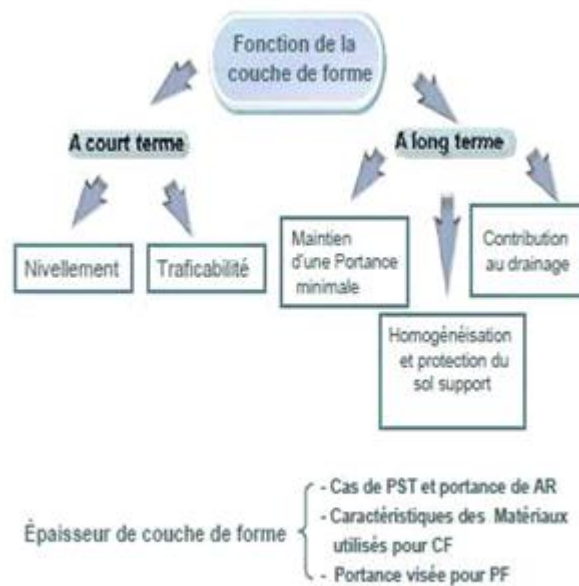 Fonction de la
couche de forme
A court terme
A long terme
Nivellement
Traficabilité
Maintien
d'une Portance
minimale
Contribution
au drainage
Homogénéisation
et protection du
sol support
Épaisseur de couche de forme
- Cas de PST et portance de AR
- Caractéristiques des Matériaux
utilisés pour CF
- Portance visée pour PF